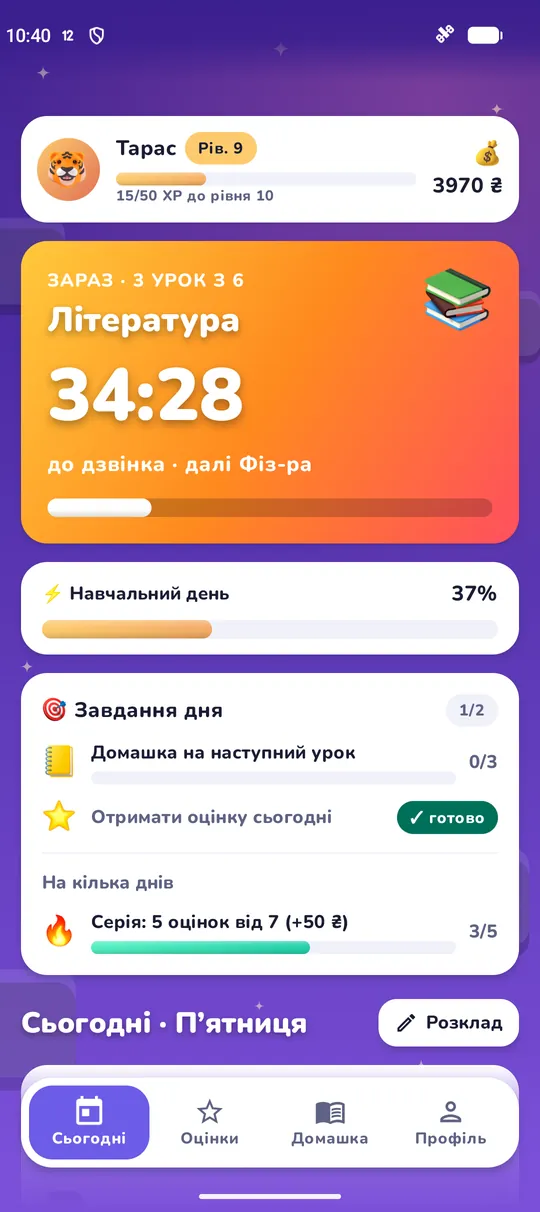 10:40 12
Тарас
Рів. 9
15/50 XP до рівня 10
3970 ₴
ЗАРАЗ · 3 УРОК З 6
Література
34:28
до дзвінка · далі Фіз-ра
Навчальний день
37%
Завдання дня
1/2
Домашка на наступний урок
0/3
Отримати оцінку сьогодні
✓ готово
На кілька днів
Серія: 5 оцінок від 7 (+50 ₴)
3/5
Сьогодні · П’ятниця
Розклад
Сьогодні
Оцінки
Домашка
Профіль